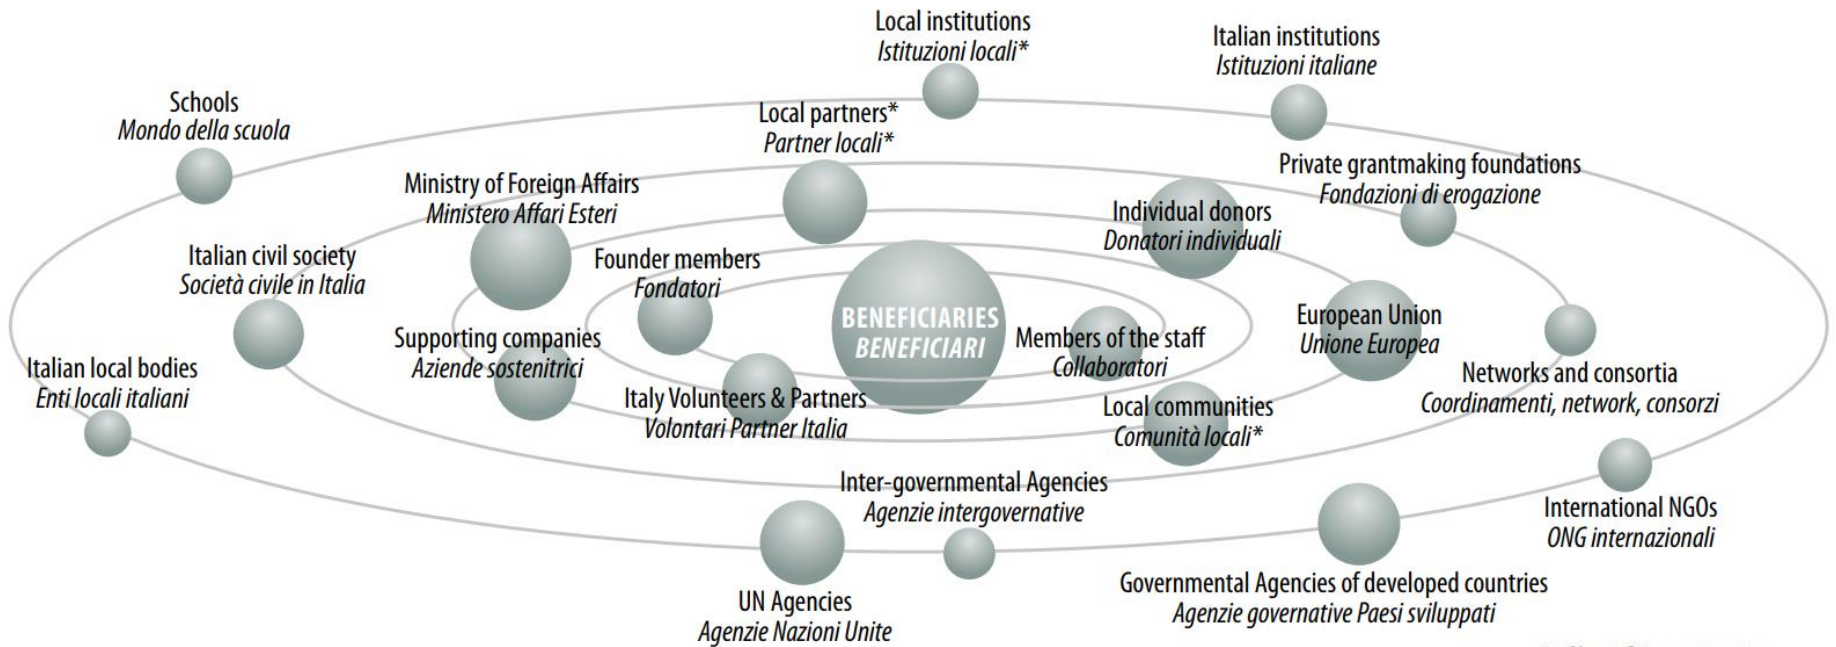 Local institutions
Istituzioni locali*
Italian institutions
Istituzioni italiane
Schools
Mondo della scuola
Local partners*
Partner locali*
Private grantmaking foundations
Fondazioni di erogazione
Ministry of Foreign Affairs
Ministero Affari Esteri
Individual donors
Donatori individuali
Italian civil society
Società civile in Italia
Founder members
Fondatori
BENEFICIARIES
BENEFICIARI
European Union
Unione Europea
Supporting companies
Aziende sostenitrici
Members of the staff
Collaboratori
Italian local bodies
Enti locali italiani
Networks and consortia
Coordinamenti, network, consorzi
Italy Volunteers & Partners
Volontari Partner Italia
Local communities
Comunità locali*
Inter-governmental Agencies
Agenzie intergovernative
International NGOs
ONG internazionali
Governmental Agencies of developed countries
Agenzie governative Paesi sviluppati
UN Agencies
Agenzie Nazioni Unite